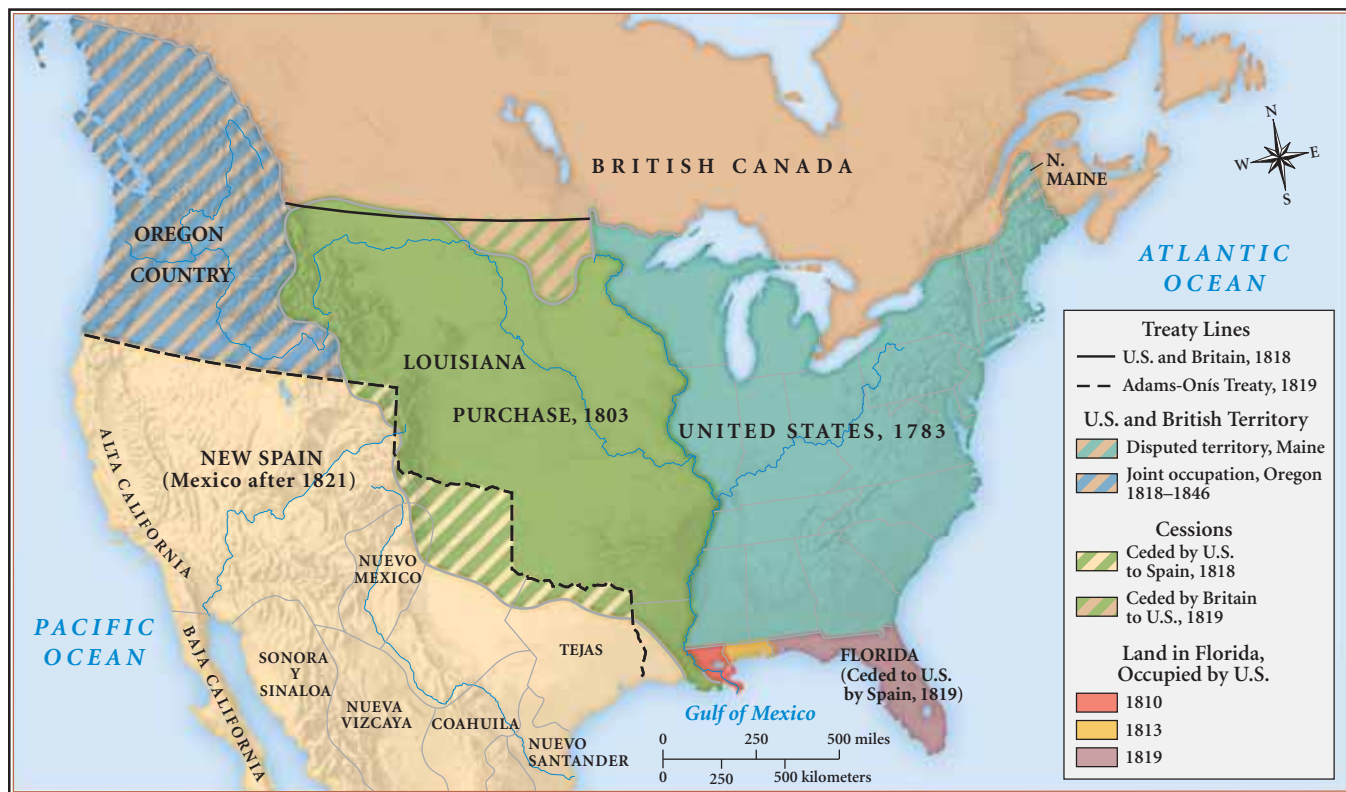 BRITISH CANADA
N.
MAINE
N
W
E
S
ATLANTIC
OCEAN
OREGON
COUNTRY
LOUISIANA
PURCHASE, 1803
UNITED STATES, 1783
NEW SPAIN
(Mexico after 1821)
ALTA CALIFORNIA
BAJA CALIFORNIA
PACIFIC
OCEAN
NUEVO
MÉXICO
SONORA
Y
SINALOA
NUEVA
VIZCAYA
COAHUILA
TEJAS
NUEVO
SANTANDER
FLORIDA
(Ceded to U.S.
by Spain, 1819)
Gulf of Mexico
0 250 500 miles
0 250 500 kilometers
Treaty Lines
U.S. and Britain, 1818
Adams-Onís Treaty, 1819
U.S. and British Territory
Disputed territory, Maine
Joint occupation, Oregon
1818–1846
Cessions
Ceded by U.S.
to Spain, 1818
Ceded by Britain
to U.S., 1819
Land in Florida,
Occupied by U.S.
1810
1813
1819